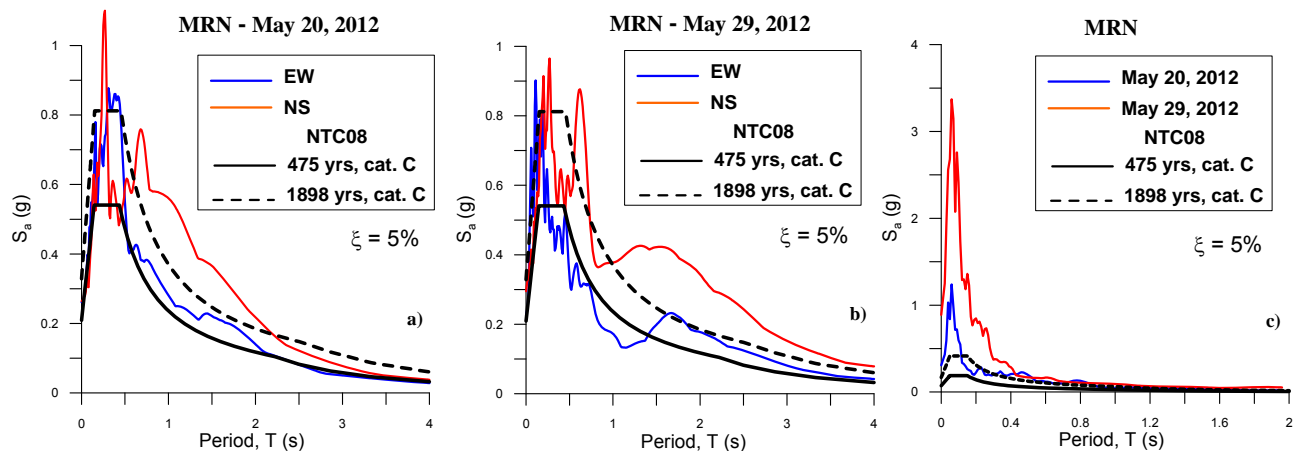 MRN - May 20, 2012
EW
NS
NTC08
475 yrs, cat. C
1898 yrs, cat. C
ξ = 5%
a)
1
0.8
0.6
0.4
0.2
0
Sa (g)
0 1 2 3 4
Period, T (s)
MRN - May 29, 2012
EW
NS
NTC08
475 yrs, cat. C
1898 yrs, cat. C
ξ = 5%
b)
1
0.8
0.6
0.4
0.2
0
Sa (g)
0 1 2 3 4
Period, T (s)
MRN
May 20, 2012
May 29, 2012
NTC08
475 yrs, cat. C
1898 yrs, cat. C
ξ = 5%
c)
4
3
2
1
0
Sa (g)
0 0.4 0.8 1.2 1.6 2
Period, T (s)